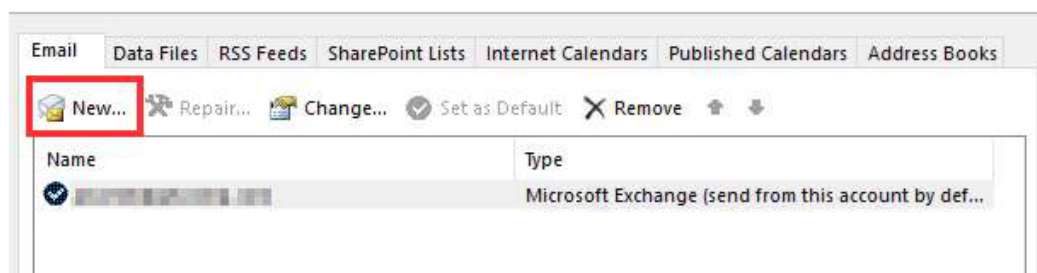 Email Data Files RSS Feeds SharePoint Lists Internet Calendars Published Calendars Address Books
New... Repair... Change... Set as Default Remove
Name Type
Microsoft Exchange (send from this account by def...